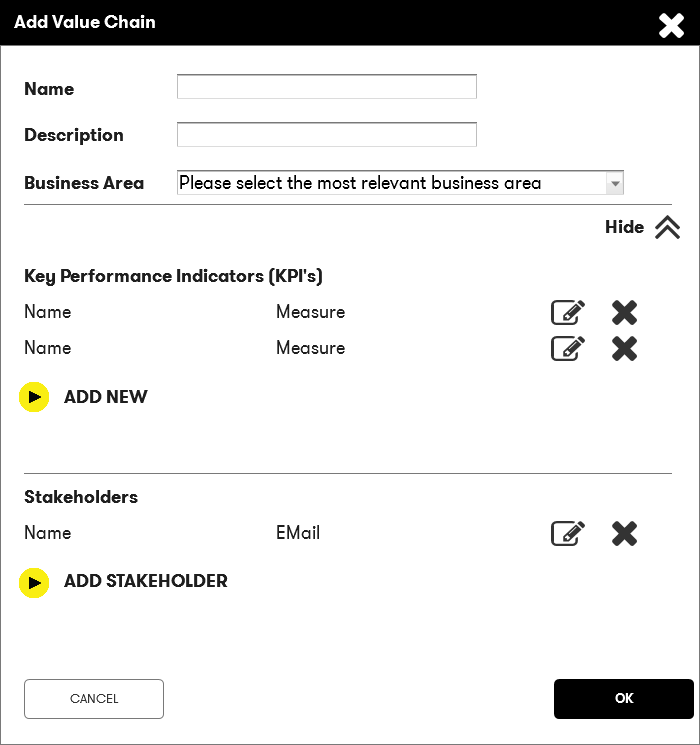 Add Value Chain
Name
Description
Business Area Please select the most relevant business area
Hide
Key Performance Indicators (KPI's)
Name Measure
Name Measure
ADD NEW
Stakeholders
Name EMail
ADD STAKEHOLDER
CANCEL OK